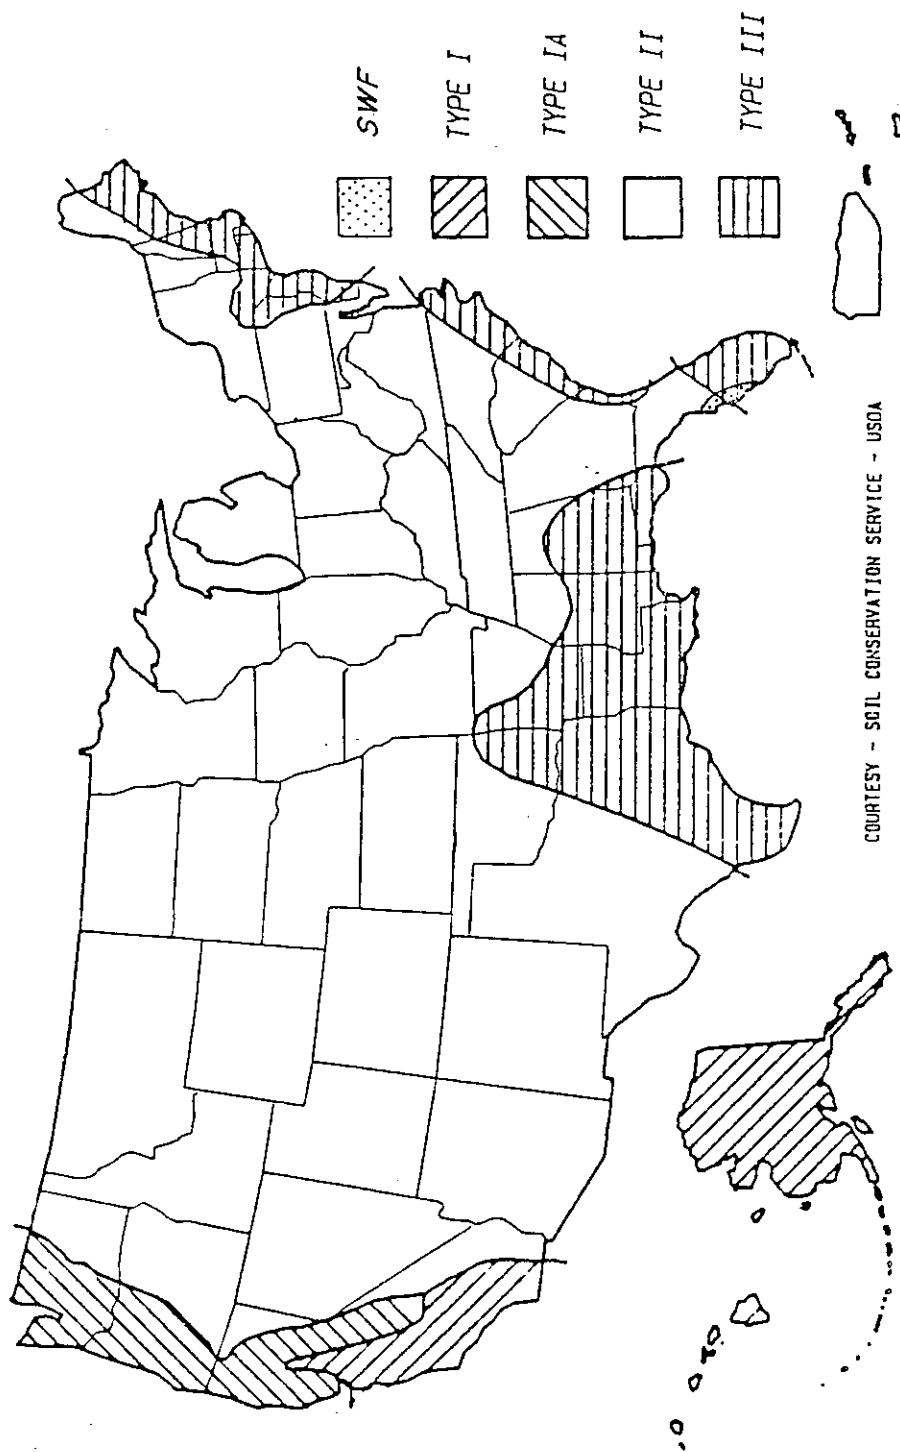 SWF
TYPE I
TYPE IA
TYPE II
TYPE III
COURTESY - SOIL CONSERVATION SERVICE - USDA